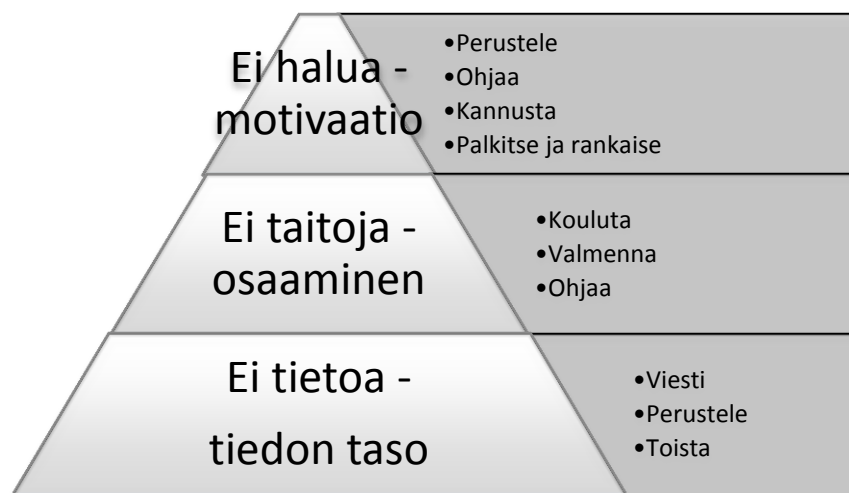 Ei halua -
motivaatio
•Perustele
•Ohjaa
•Kannusta
•Palkitse ja rankaise
Ei taitoja -
osaaminen
•Kouluta
•Valmenna
•Ohjaa
Ei tietoa -
tiedon taso
•Viesti
•Perustele
•Toista